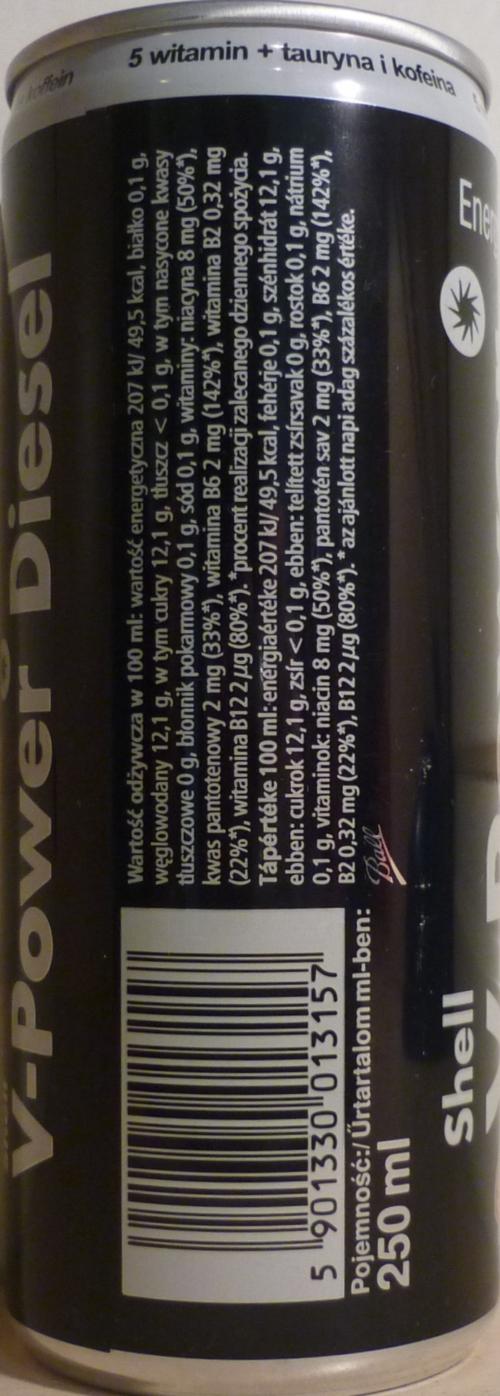 5 witamin + tauryna i kofeina
koffein
V-Power Diesel
Wartość odżywcza w 100 ml: wartość energetyczna 207 kJ/ 49,5 kcal, białko 0,1 g,
węglowodany 12,1 g, w tym cukry 12,1 g, tłuszcz < 0,1 g, w tym nasycone kwasy
tłuszczowe 0 g, błonnik pokarmowy 0,1 g, sód 0,1 g, witaminy: niacyna 8 mg (50%*),
kwas pantotenowy 2 mg (33%*), witamina B6 2 mg (142%*), witamina B2 0,32 mg
(22%*), witamina B12 2 µg (80%*). *procent realizacji zalecanego dziennego spożycia.
Tápértéke 100 ml: energiaértéke 207 kJ/ 49,5 kcal, fehérje 0,1 g, szénhidrát 12,1 g,
ebben: cukrok 12,1 g, zsír < 0,1 g, ebben: telített zsírsavak 0 g, rostok 0,1 g, nátrium
0,1 g, vitaminok: niacin 8 mg (50%*), pantotén sav 2 mg (33%*), B6 2 mg (142%*),
B2 0,32 mg (22%*), B12 2 µg (80%*). * az ajánlott napi adag százalékos értéke.
Ball
5 901330 013157
Pojemność:/ Űrtartalom ml-ben:
250 ml
Shell